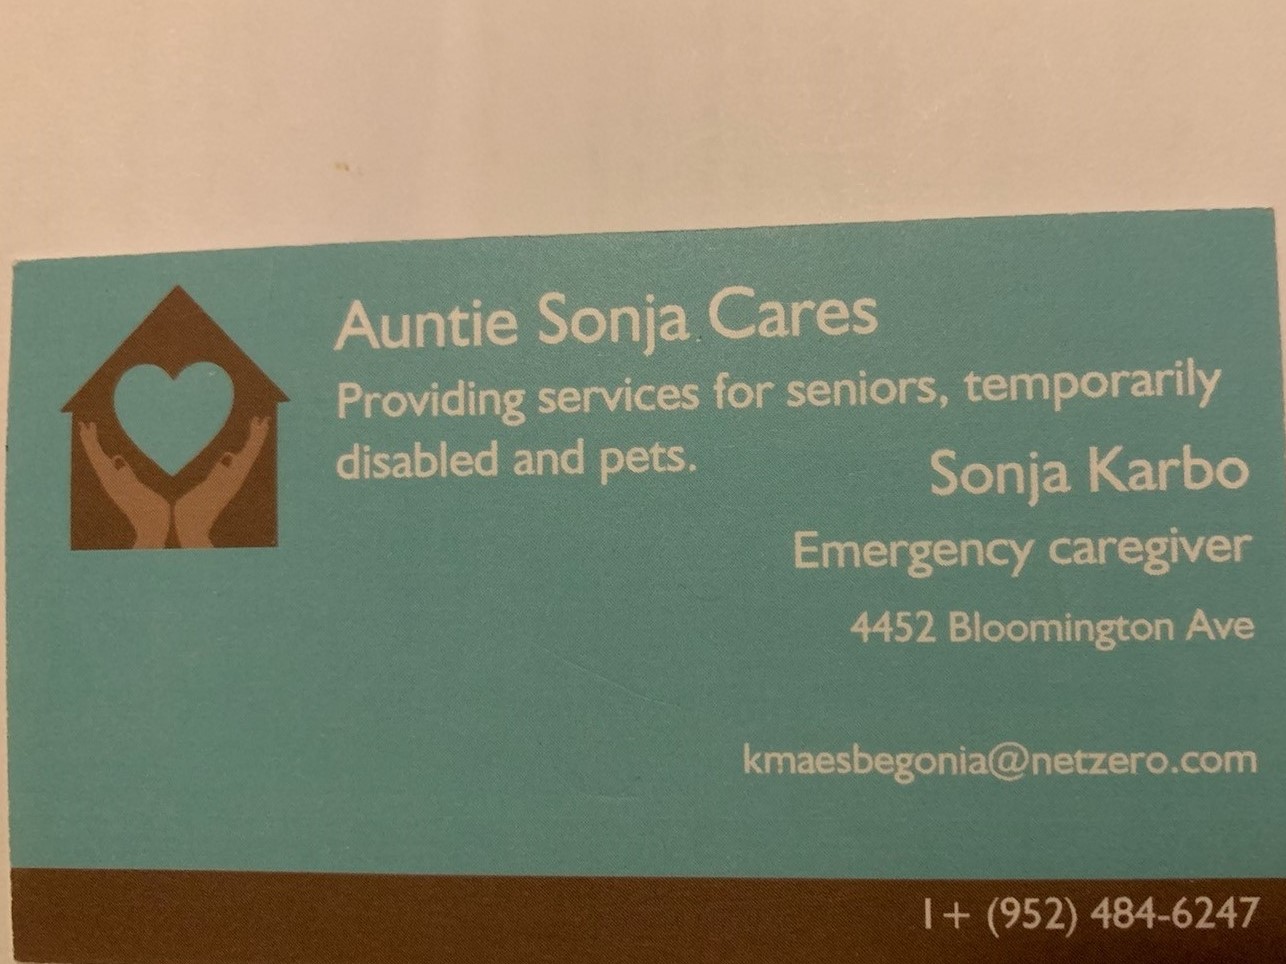 Auntie Sonja Cares
Providing services for seniors, temporarily
disabled and pets.
Sonja Karbo
Emergency caregiver
4452 Bloomington Ave
kmaesbegonia@netzero.com
1+ (952) 484-6247